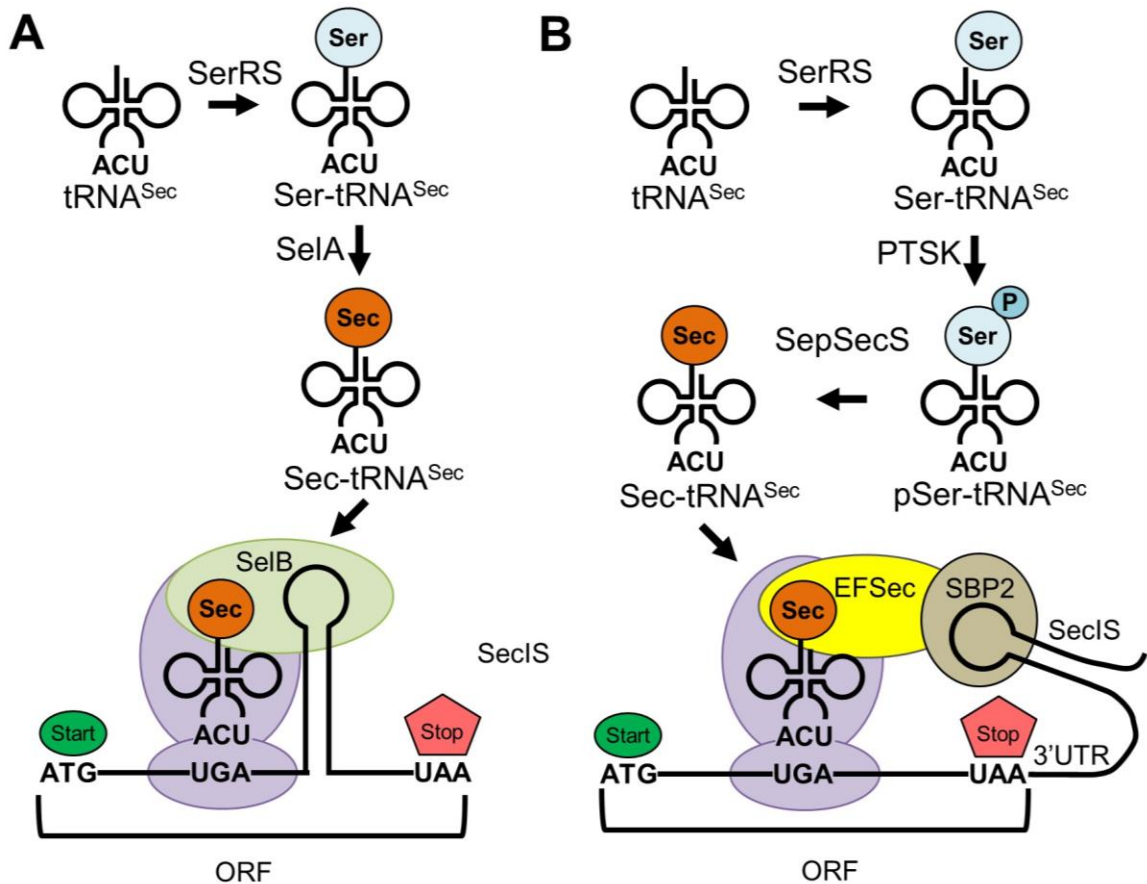 A
Ser
SerRS
ACU
ACU
tRNASec
Ser-tRNASec
SelA
Sec
ACU
Sec-tRNASec
SelB
Sec
SecIS
Start
ACU
Stop
ATG
UGA
UAA
ORF
B
Ser
SerRS
ACU
ACU
tRNASec
Ser-tRNASec
PTSK
P
Sec
SepSecS
Ser
ACU
ACU
Sec-tRNASec
pSer-tRNASec
EFSec
SBP2
Sec
SecIS
Start
ACU
Stop
3'UTR
ATG
UGA
UAA
ORF